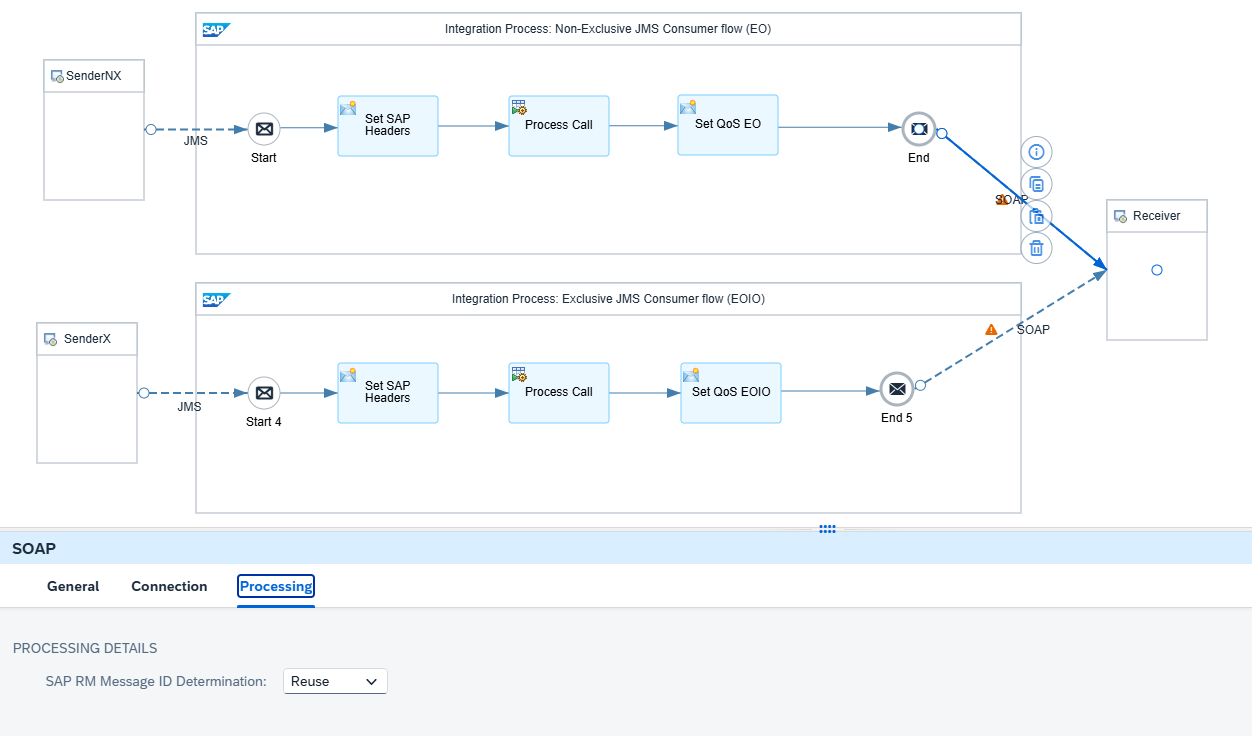 SAP
Integration Process: Non-Exclusive JMS Consumer flow (EO)
SenderNX
JMS
Start
Set SAP
Headers
Process Call
Set QoS EO
End
SOAP
Receiver
SAP
Integration Process: Exclusive JMS Consumer flow (EOIO)
SenderX
JMS
Start 4
Set SAP
Headers
Process Call
Set QoS EOIO
End 5
SOAP
SOAP
General Connection Processing
PROCESSING DETAILS
SAP RM Message ID Determination: Reuse